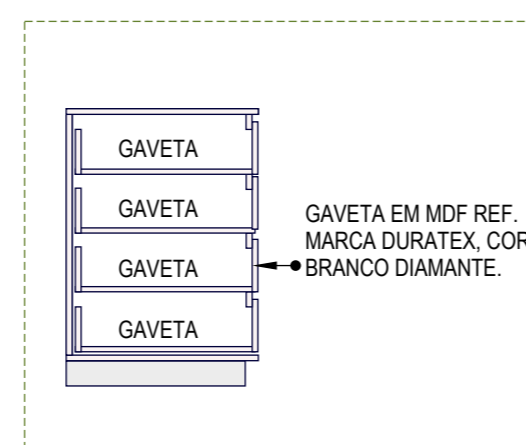 GAVETA
GAVETA
GAVETA
GAVETA
GAVETA EM MDF REF.
MARCA DURATEX, COR
BRANCO DIAMANTE.